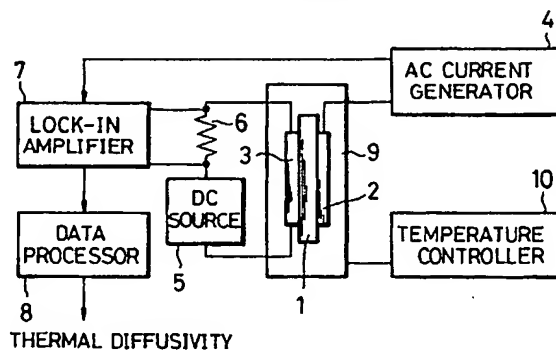 4
AC CURRENT
GENERATOR
7
LOCK-IN
AMPLIFIER
6
3
9
DC
SOURCE
2
10
DATA
PROCESSOR
TEMPERATURE
CONTROLLER
8
5
1
THERMAL DIFFUSIVITY